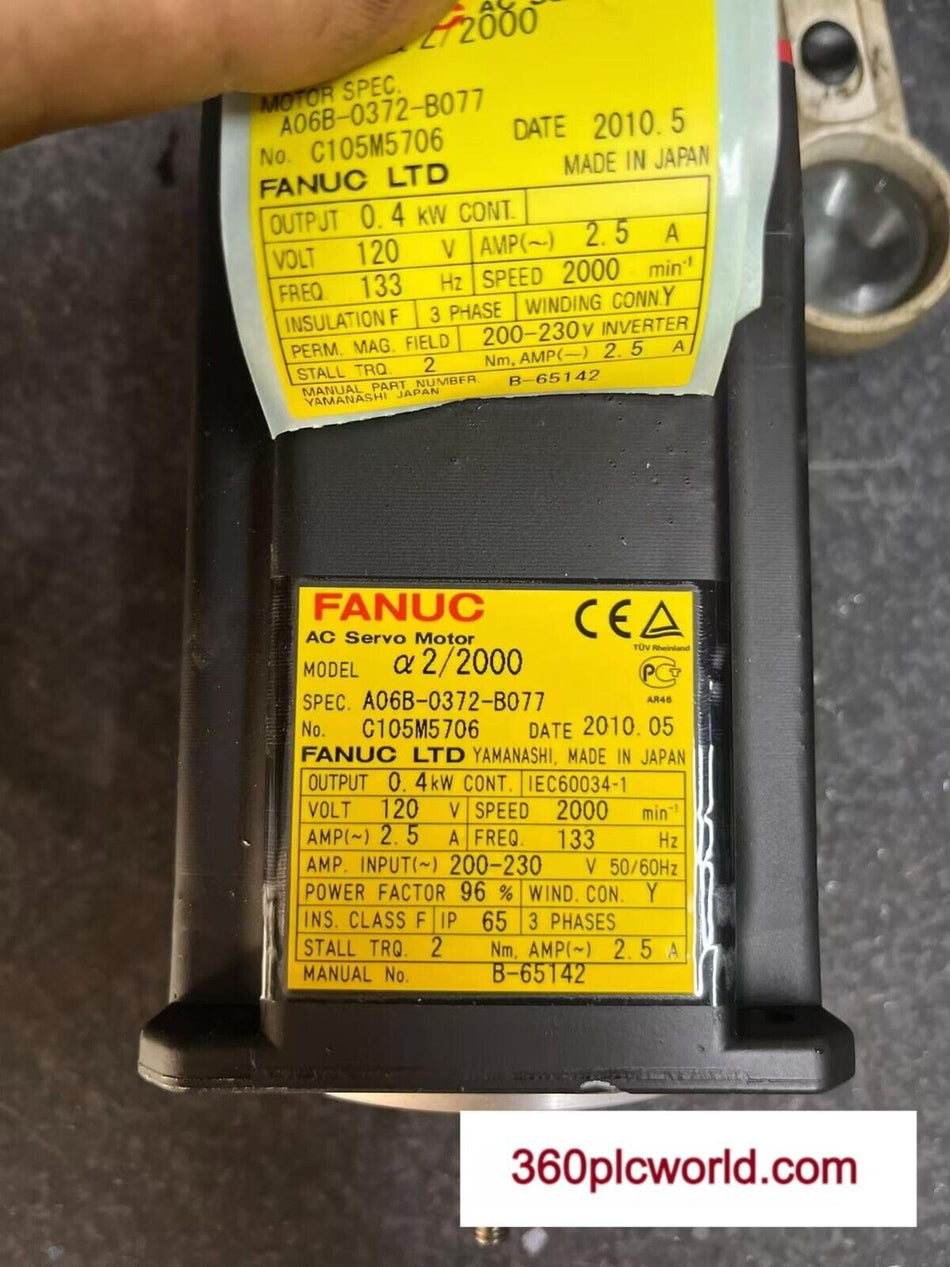 α 2/2000
MOTOR SPEC.
A06B-0372-B077
No. C105M5706 DATE 2010.5
FANUC LTD MADE IN JAPAN
OUTPUT 0.4 kW CONT.
VOLT 120 V AMP(~) 2.5 A
FREQ. 133 Hz SPEED 2000 min⁻¹
INSULATION F 3 PHASE WINDING CONN.Y
PERM. MAG. FIELD 200-230V INVERTER
STALL TRQ. 2 Nm, AMP(~) 2.5 A
MANUAL PART NUMBER B-65142
YAMANASHI JAPAN
FANUC CE
AC Servo Motor TÜV Rheinland
MODEL α 2/2000
SPEC. A06B-0372-B077 AR46
No. C105M5706 DATE 2010.05
FANUC LTD YAMANASHI, MADE IN JAPAN
OUTPUT 0.4kW CONT. IEC60034-1
VOLT 120 V SPEED 2000 min⁻¹
AMP(~) 2.5 A FREQ. 133 Hz
AMP. INPUT(~) 200-230 V 50/60Hz
POWER FACTOR 96 % WIND. CON. Y
INS. CLASS F IP 65 3 PHASES
STALL TRQ. 2 Nm, AMP(~) 2.5 A
MANUAL No. B-65142
360plcworld.com